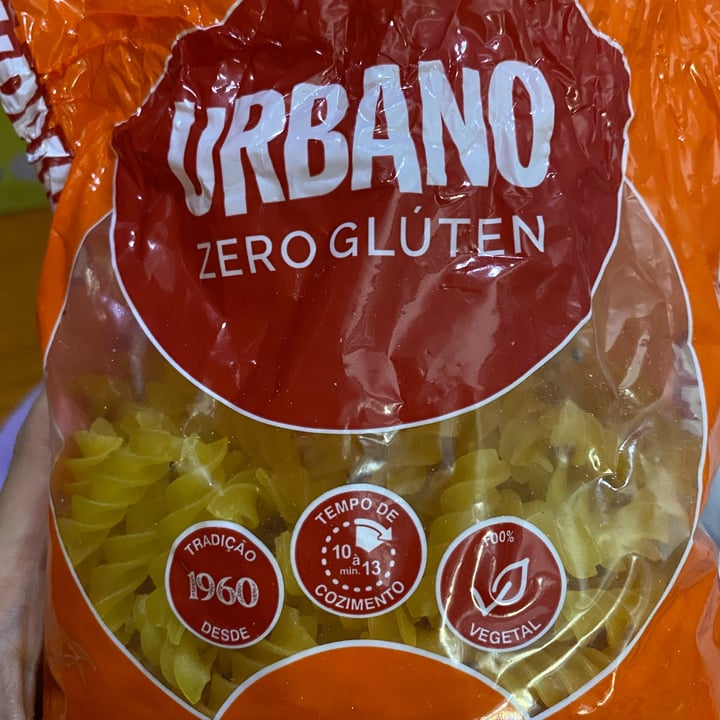 URBANO
ZERO GLÚTEN
TRADIÇÃO
1960
DESDE
TEMPO DE
10 à 13
min.
COZIMENTO
100%
VEGETAL